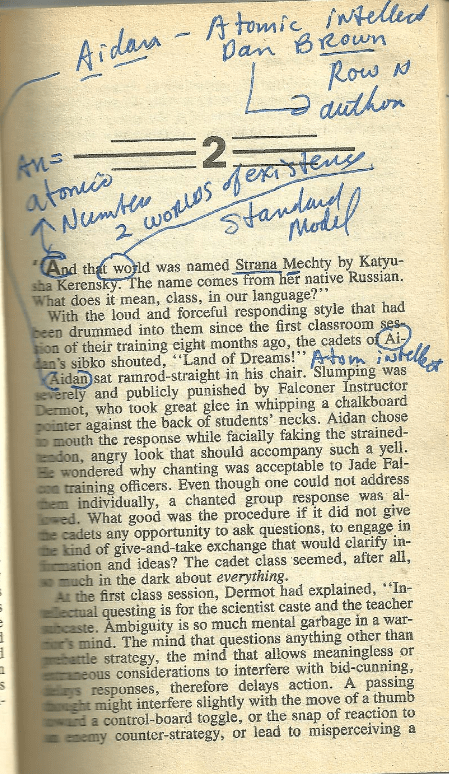 Aidan - Atomic intellect
Dan Brown
Row N
author
2
An =
atomic
Number
2 worlds of existence
Standard
Model
"And that world was named Strana Mechty by Katyu-
sha Kerensky. The name comes from her native Russian.
What does it mean, class, in our language?"
With the loud and forceful responding style that had
been drummed into them since the first classroom ses-
sion of their training eight months ago, the cadets of Ai-
dan's sibko shouted, "Land of Dreams!"
Atom intellect
Aidan sat ramrod-straight in his chair. Slumping was
severely and publicly punished by Falconer Instructor
Dermot, who took great glee in whipping a chalkboard
pointer against the back of students' necks. Aidan chose
to mouth the response while facially faking the strained-
tendon, angry look that should accompany such a yell.
He wondered why chanting was acceptable to Jade Fal-
con training officers. Even though one could not address
them individually, a chanted group response was al-
lowed. What good was the procedure if it did not give
the cadets any opportunity to ask questions, to engage in
the kind of give-and-take exchange that would clarify in-
formation and ideas? The cadet class seemed, after all,
so much in the dark about everything.
At the first class session, Dermot had explained, "In-
tellectual questing is for the scientist caste and the teacher
subcaste. Ambiguity is so much mental garbage in a war-
rior's mind. The mind that questions anything other than
prebattle strategy, the mind that allows meaningless or
extraneous considerations to interfere with bid-cunning,
delays responses, therefore delays action. A passing
thought might interfere slightly with the move of a thumb
toward a control-board toggle, or the snap of reaction to
an enemy counter-strategy, or lead to misperceiving a